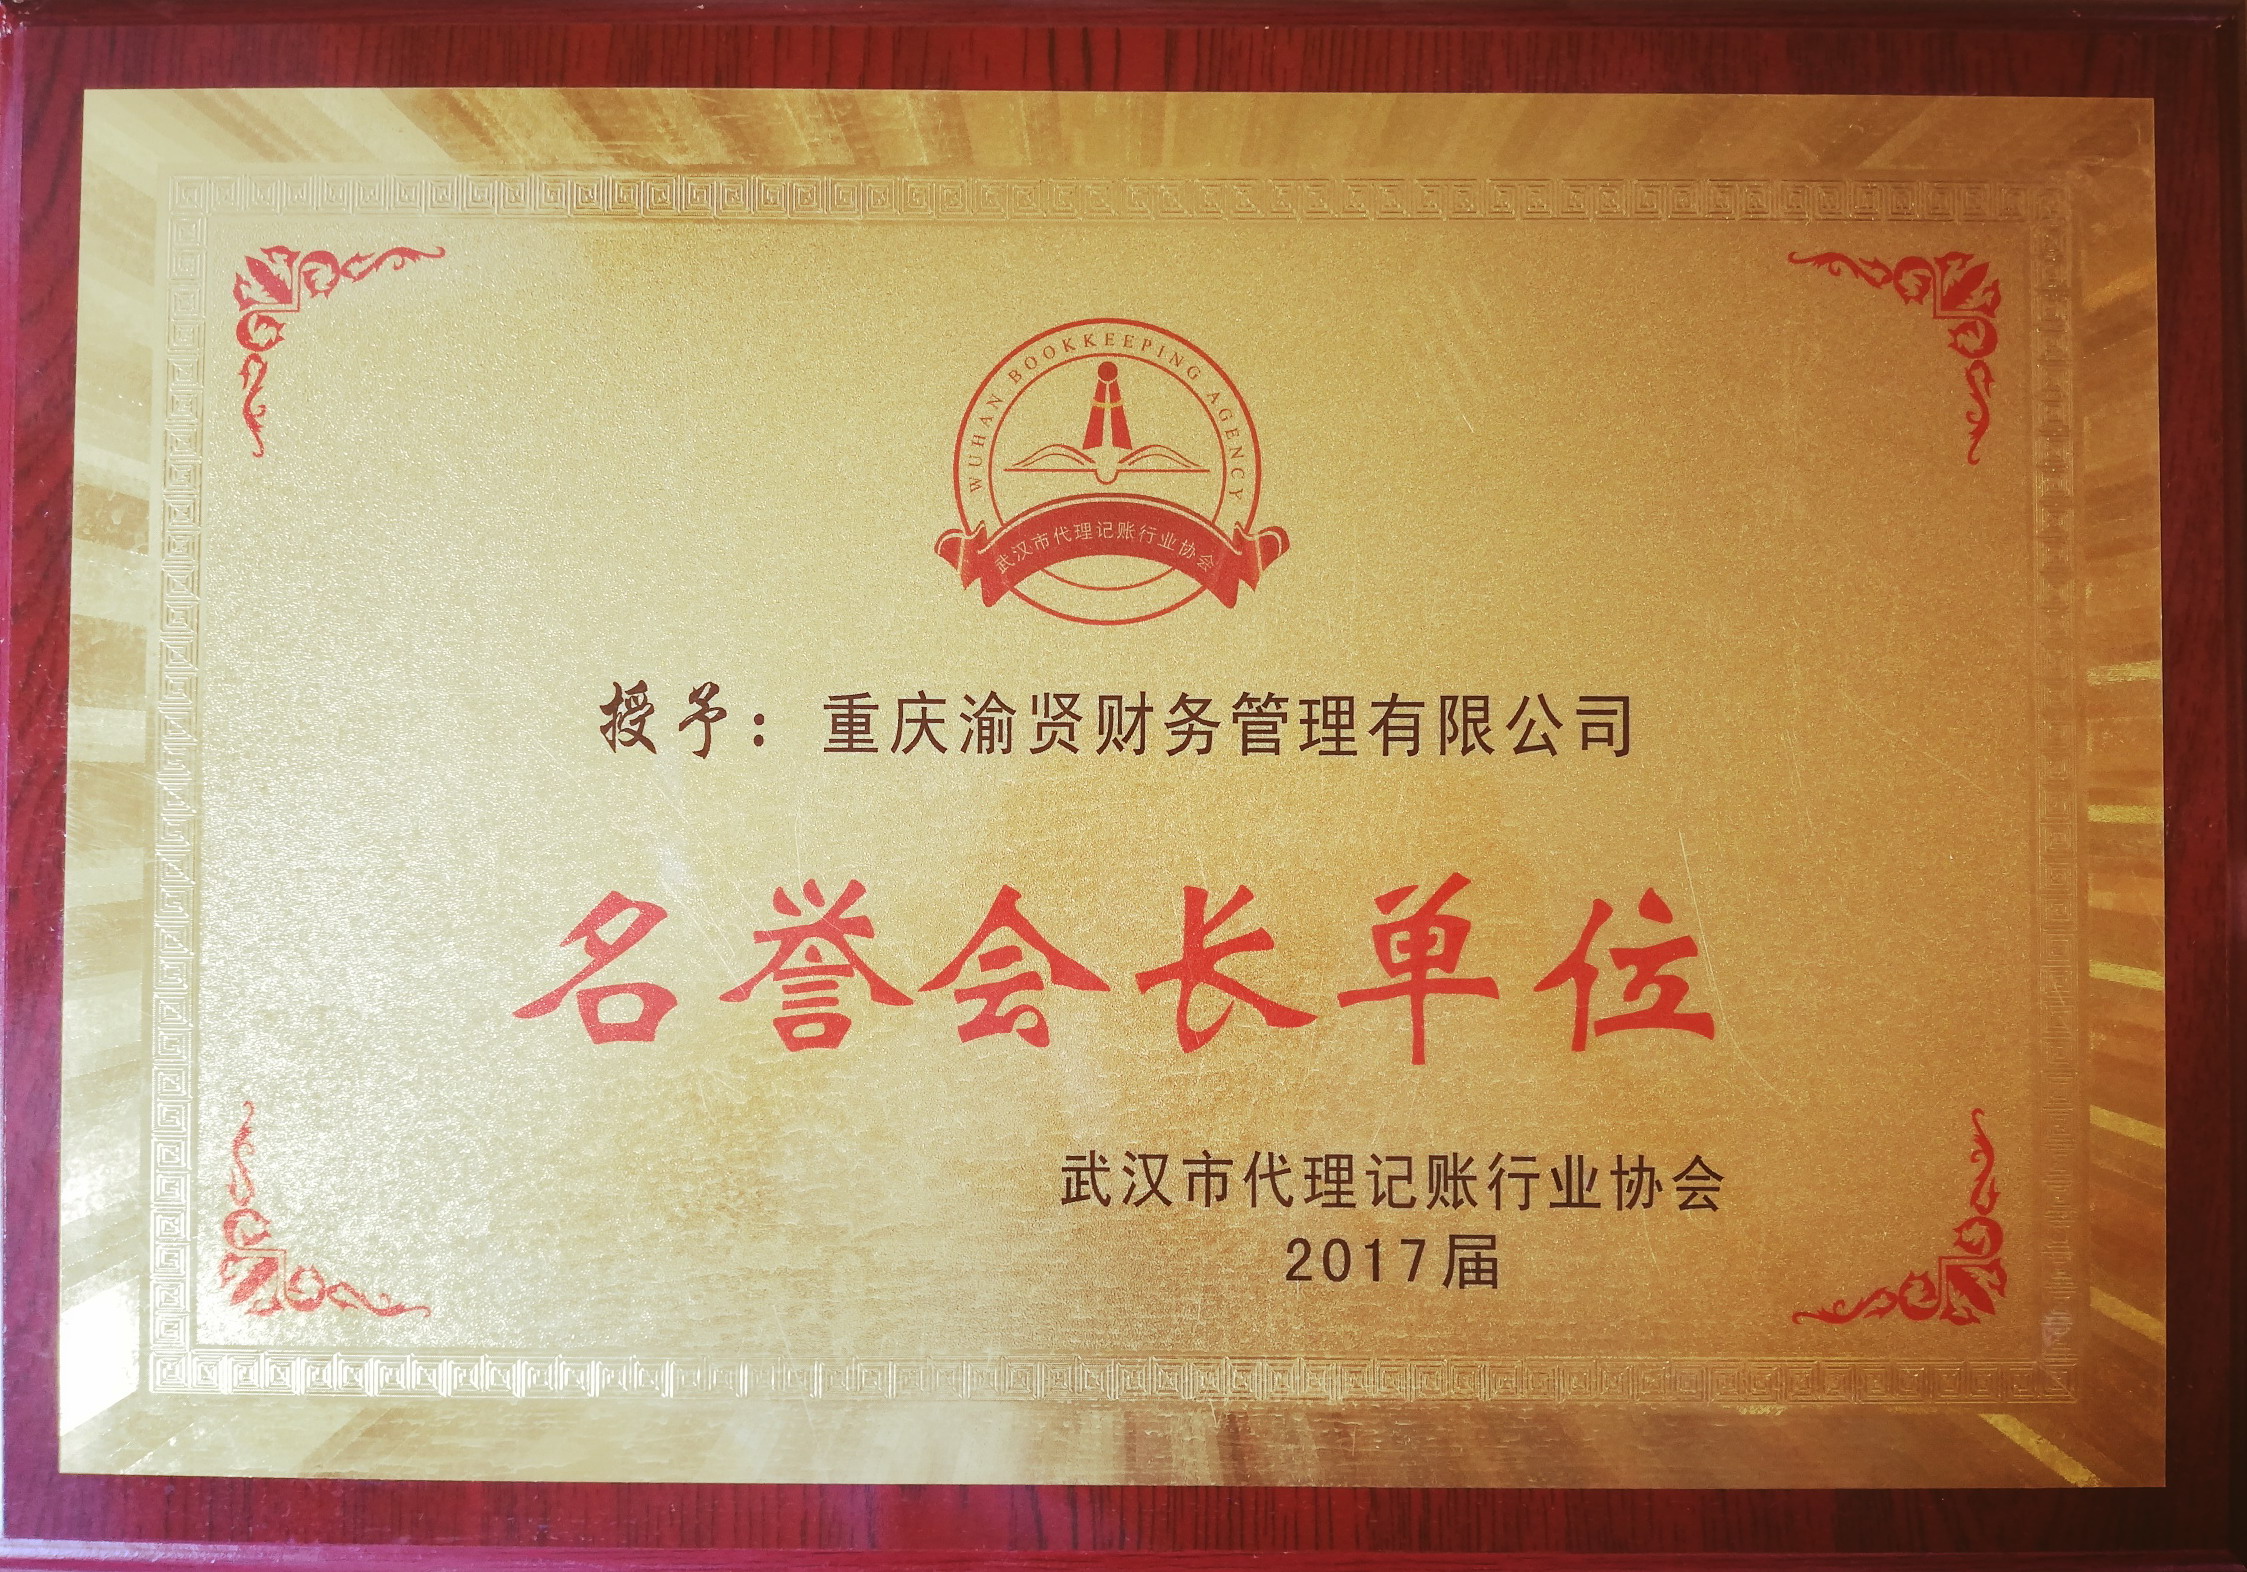 WUHAN BOOKKEEPING AGENCY
武汉市代理记账行业协会
授予：重庆渝贤财务管理有限公司
名誉会长单位
武汉市代理记账行业协会
2017届